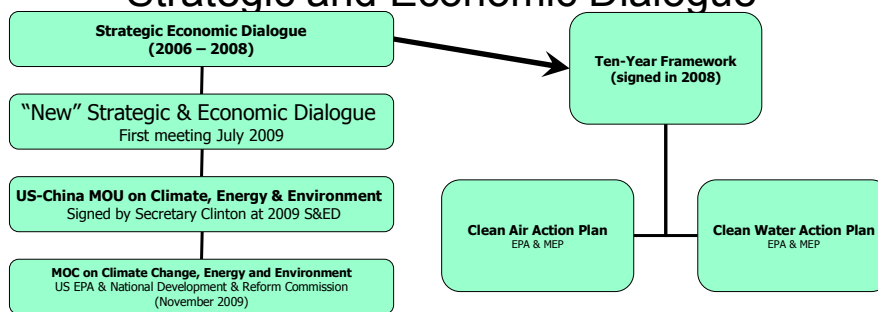 Strategic and Economic Dialogue
Strategic Economic Dialogue
(2006 – 2008)
Ten-Year Framework
(signed in 2008)
“New” Strategic & Economic Dialogue
First meeting July 2009
US-China MOU on Climate, Energy & Environment
Signed by Secretary Clinton at 2009 S&ED
Clean Air Action Plan
EPA & MEP
Clean Water Action Plan
EPA & MEP
MOC on Climate Change, Energy and Environment
US EPA & National Development & Reform Commission
(November 2009)